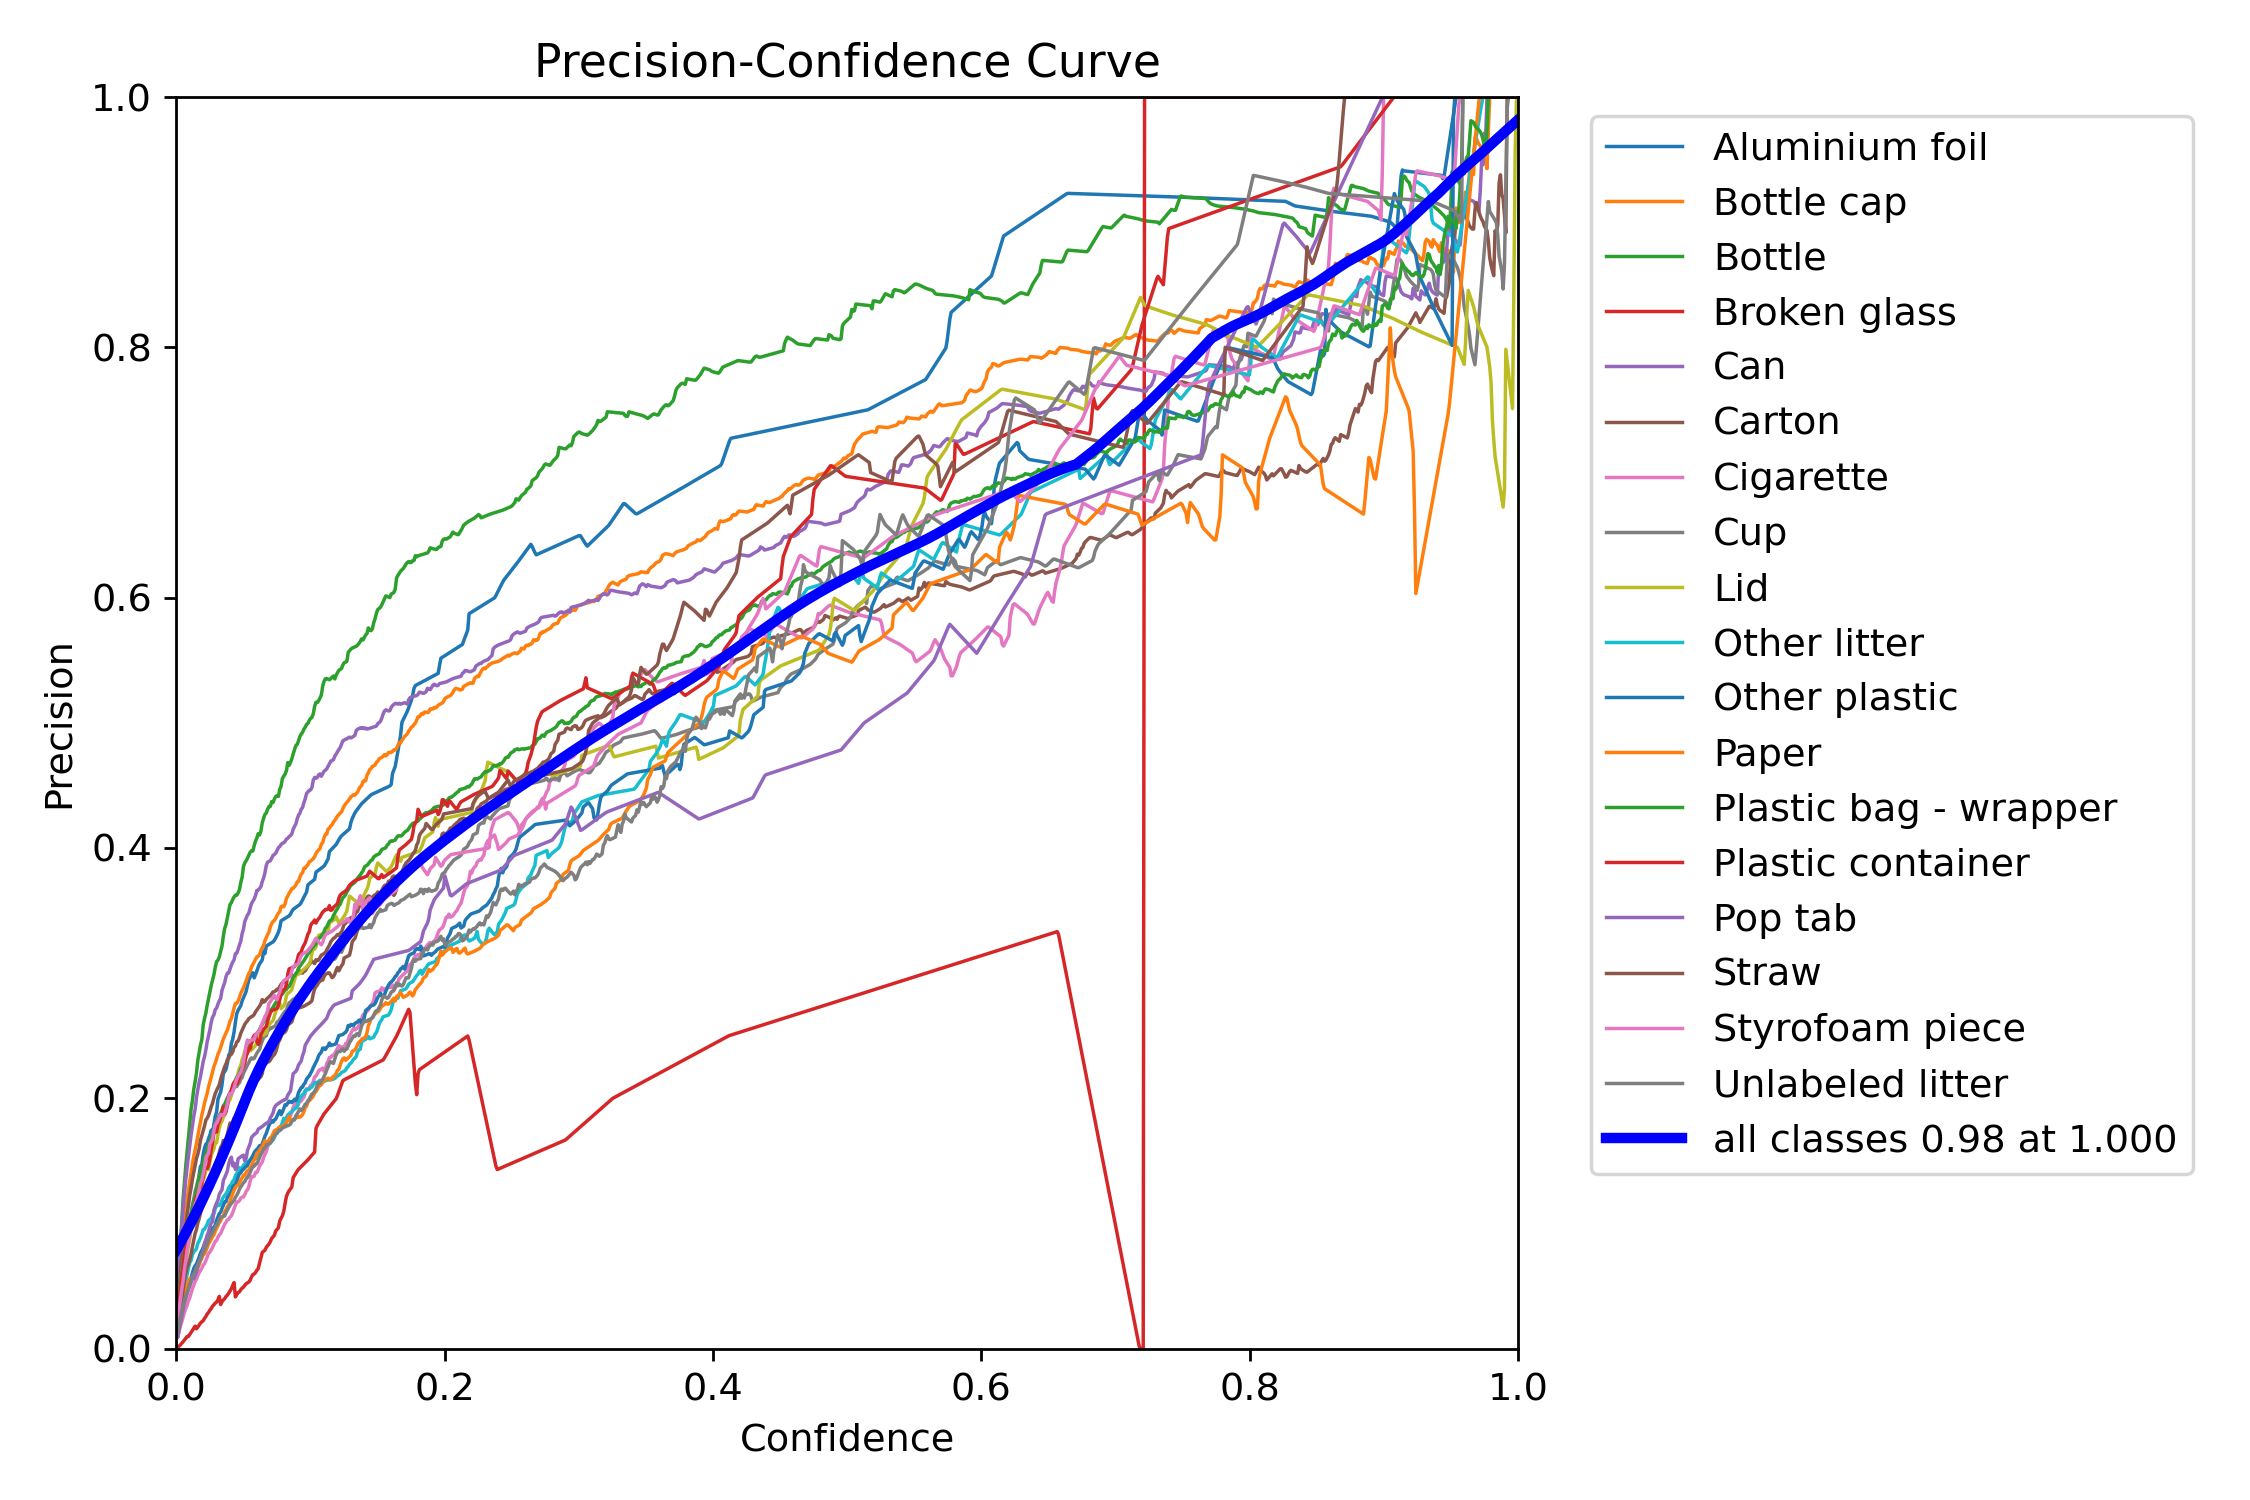 Precision-Confidence Curve
1.0
0.8
0.6
0.4
0.2
0.0
Precision
0.0 0.2 0.4 0.6 0.8 1.0
Confidence
Aluminium foil
Bottle cap
Bottle
Broken glass
Can
Carton
Cigarette
Cup
Lid
Other litter
Other plastic
Paper
Plastic bag - wrapper
Plastic container
Pop tab
Straw
Styrofoam piece
Unlabeled litter
all classes 0.98 at 1.000